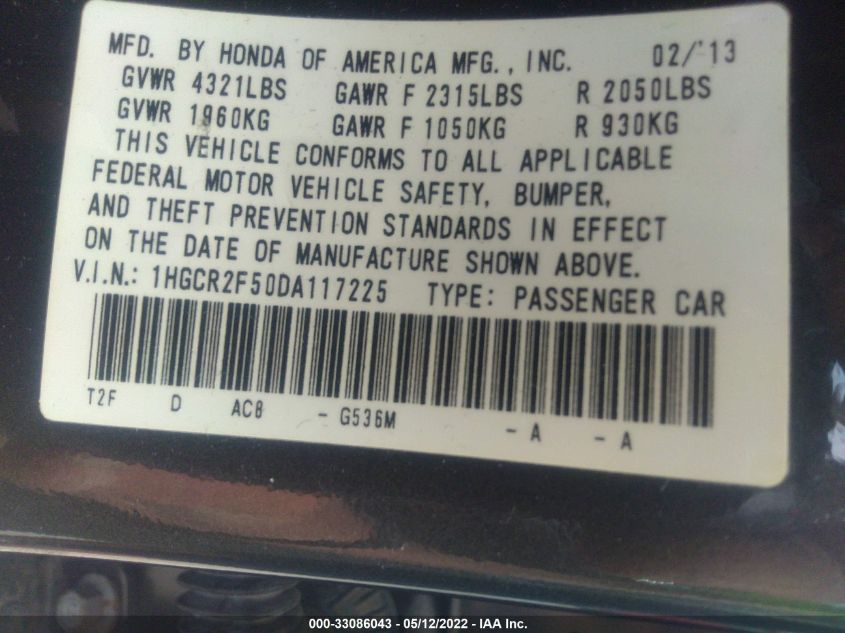 MFD. BY HONDA OF AMERICA MFG., INC. 02/'13
GVWR 4321LBS GAWR F 2315LBS R 2050LBS
GVWR 1960KG GAWR F 1050KG R 930KG
THIS VEHICLE CONFORMS TO ALL APPLICABLE
FEDERAL MOTOR VEHICLE SAFETY, BUMPER,
AND THEFT PREVENTION STANDARDS IN EFFECT
ON THE DATE OF MANUFACTURE SHOWN ABOVE.
V.I.N.: 1HGCR2F50DA117225 TYPE: PASSENGER CAR
T2F D AC8 - G536M - A - A
000-33086043 - 05/12/2022 - IAA Inc.